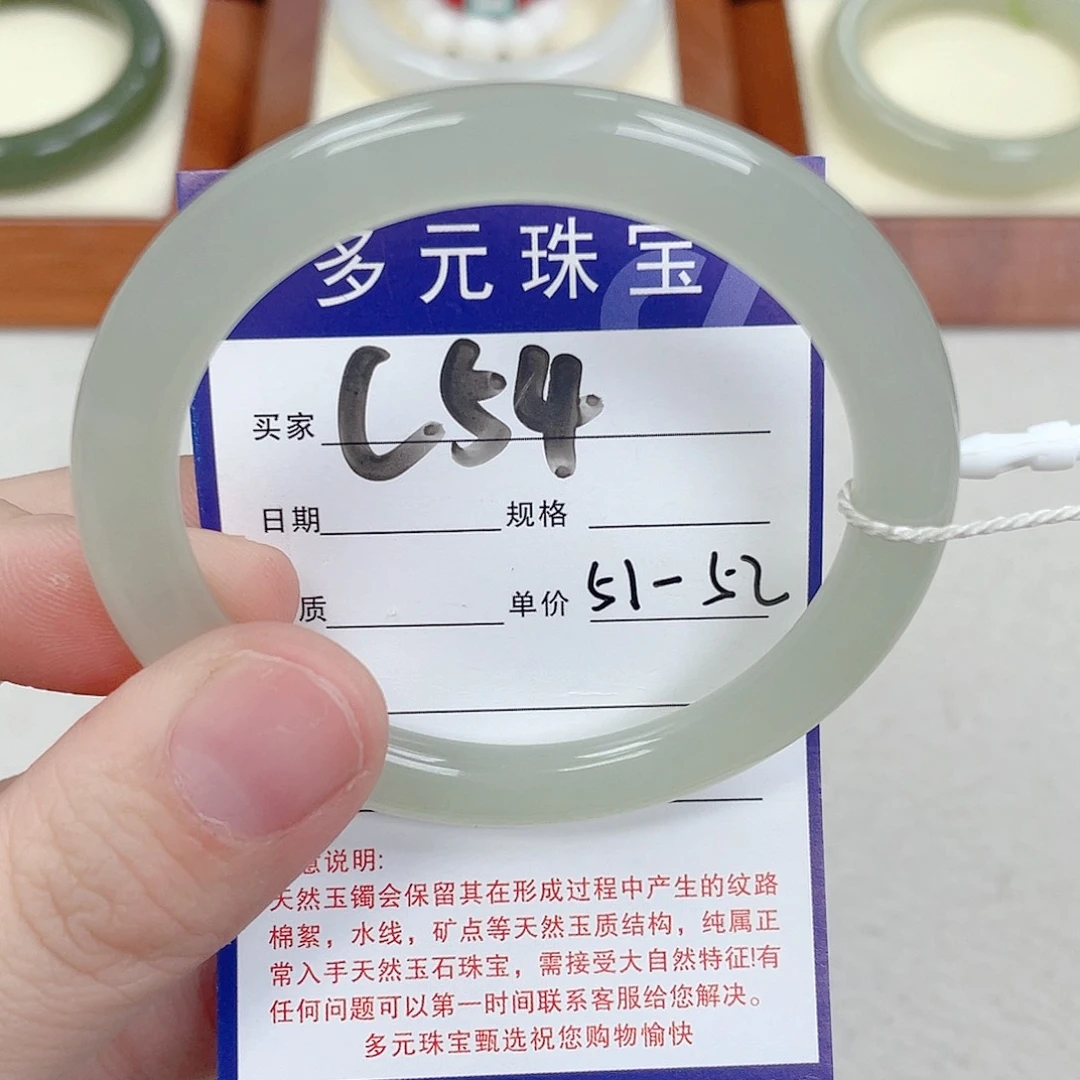 多元珠宝
买家 C54
日期 规格
质 单价 51-52
意说明:
天然玉镯会保留其在形成过程中产生的纹路
棉絮，水线，矿点等天然玉质结构，纯属正
常入手天然玉石珠宝，需接受大自然特征!有
任何问题可以第一时间联系客服给您解决。
多元珠宝甄选祝您购物愉快